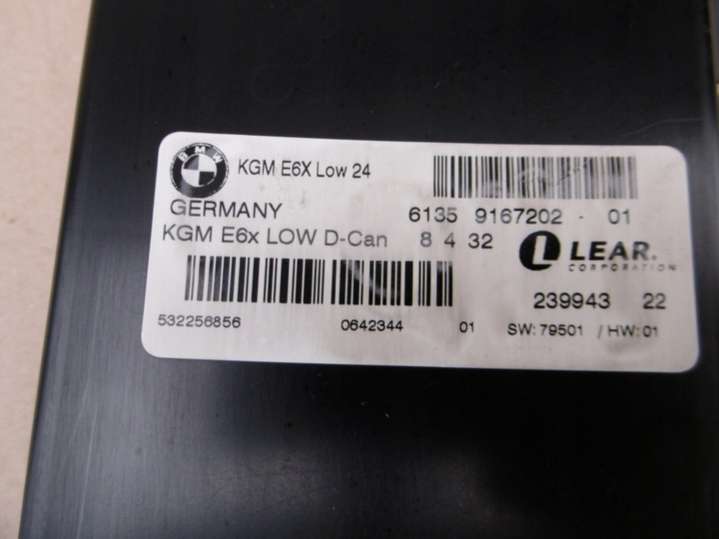 BMW KGM E6X Low 24
GERMANY 6135 9167202 - 01
KGM E6x LOW D-Can 8 4 32 L LEAR.
CORPORATION
239943 22
532256856 0642344 01 SW: 79501 / HW: 01